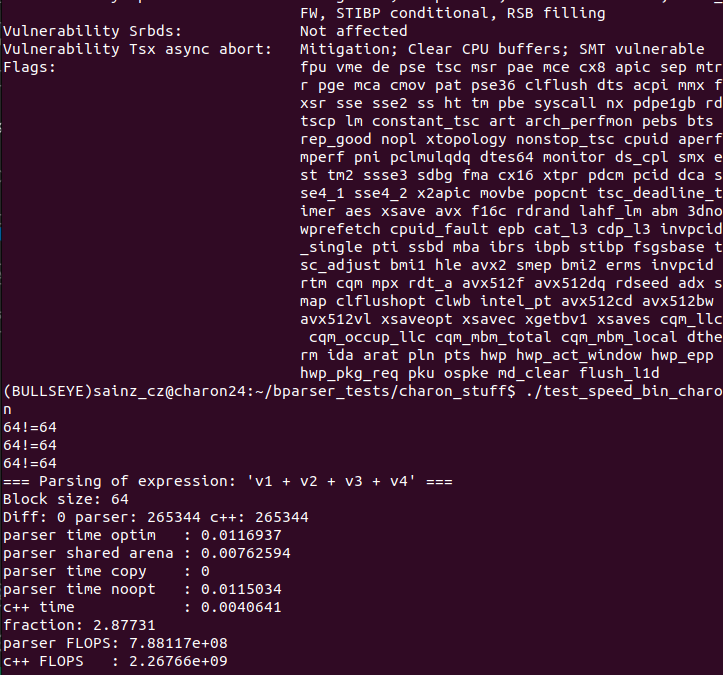 FW, STIBP conditional, RSB filling
Vulnerability Srbds:             Not affected
Vulnerability Tsx async abort:   Mitigation; Clear CPU buffers; SMT vulnerable
Flags:                           fpu vme de pse tsc msr pae mce cx8 apic sep mtr
r pge mca cmov pat pse36 clflush dts acpi mmx f
xsr sse sse2 ss ht tm pbe syscall nx pdpe1gb rd
tscp lm constant_tsc art arch_perfmon pebs bts
rep_good nopl xtopology nonstop_tsc cpuid aperf
mperf pni pclmulqdq dtes64 monitor ds_cpl smx e
st tm2 ssse3 sdbg fma cx16 xtpr pdcm pcid dca s
se4_1 sse4_2 x2apic movbe popcnt tsc_deadline_t
imer aes xsave avx f16c rdrand lahf_lm abm 3dno
wprefetch cpuid_fault epb cat_l3 cdp_l3 invpcid
_single pti ssbd mba ibrs ibpb stibp fsgsbase t
sc_adjust bmi1 hle avx2 smep bmi2 erms invpcid
rtm cqm mpx rdt_a avx512f avx512dq rdseed adx s
map clflushopt clwb intel_pt avx512cd avx512bw
avx512vl xsaveopt xsavec xgetbv1 xsaves cqm_llc
cqm_occup_llc cqm_mbm_total cqm_mbm_local dthe
rm ida arat pln pts hwp hwp_act_window hwp_epp
hwp_pkg_req pku ospke md_clear flush_l1d
(BULLSEYE)sainz_cz@charon24:~/bparser_tests/charon_stuff$ ./test_speed_bin_charo
n
64!=64
64!=64
64!=64
=== Parsing of expression: 'v1 + v2 + v3 + v4' ===
Block size: 64
Diff: 0 parser: 265344 c++: 265344
parser time optim   : 0.0116937
parser shared arena : 0.00762594
parser time copy    : 0
parser time noopt   : 0.0115034
c++ time            : 0.0040641
fraction: 2.87731
parser FLOPS: 7.88117e+08
c++ FLOPS   : 2.26766e+09